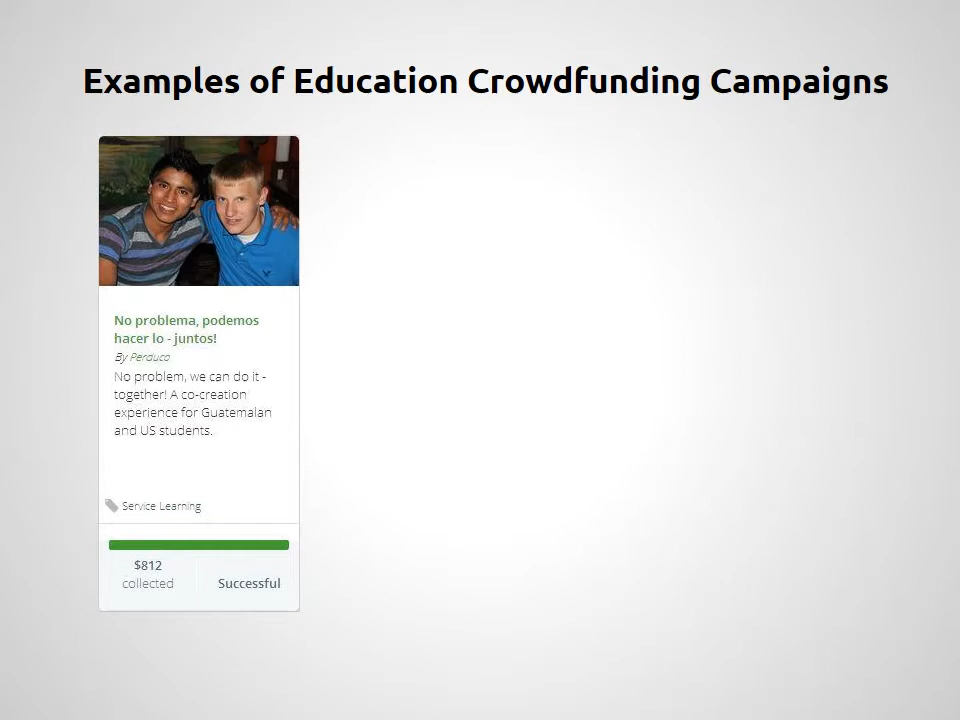 Examples of Education Crowdfunding Campaigns
No problema, podemos
hacer lo - juntos!
By Perduco
No problem, we can do it -
together! A co-creation
experience for Guatemalan
and US students.
Service Learning
$812
collected
Successful